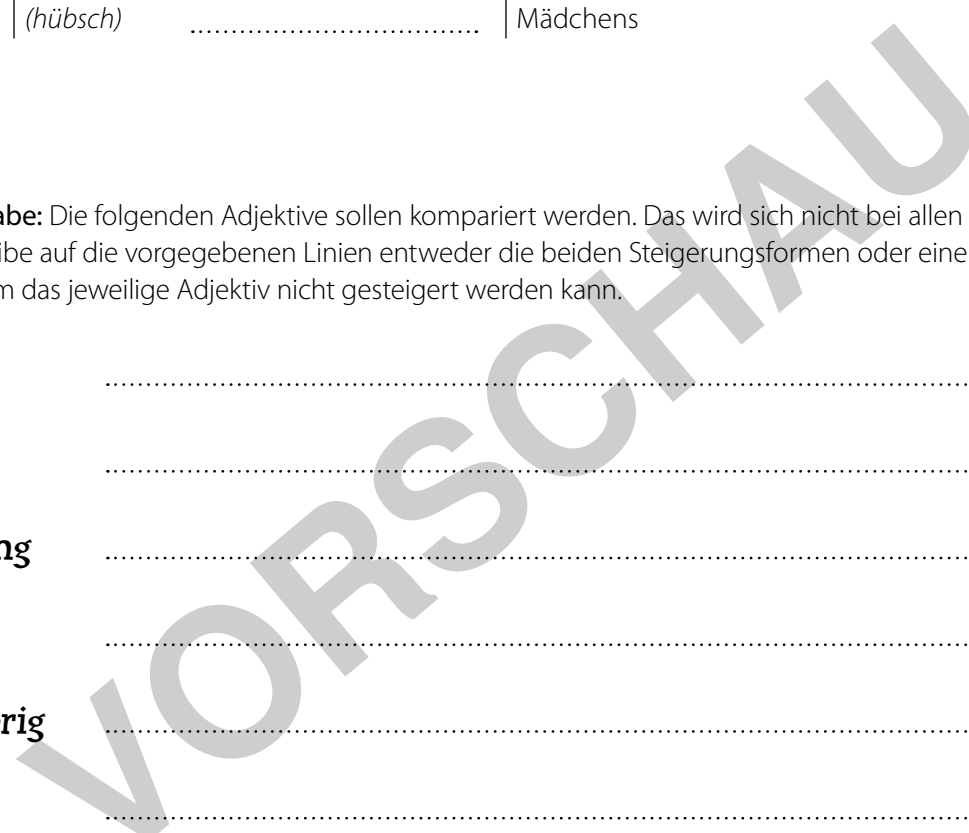 (hübsch) ................................. Mädchens
abe: Die folgenden Adjektive sollen kompariert werden. Das wird sich nicht bei allen
ibe auf die vorgegebenen Linien entweder die beiden Steigerungsformen oder eine
m das jeweilige Adjektiv nicht gesteigert werden kann.
ng
rig
VORSCHAU